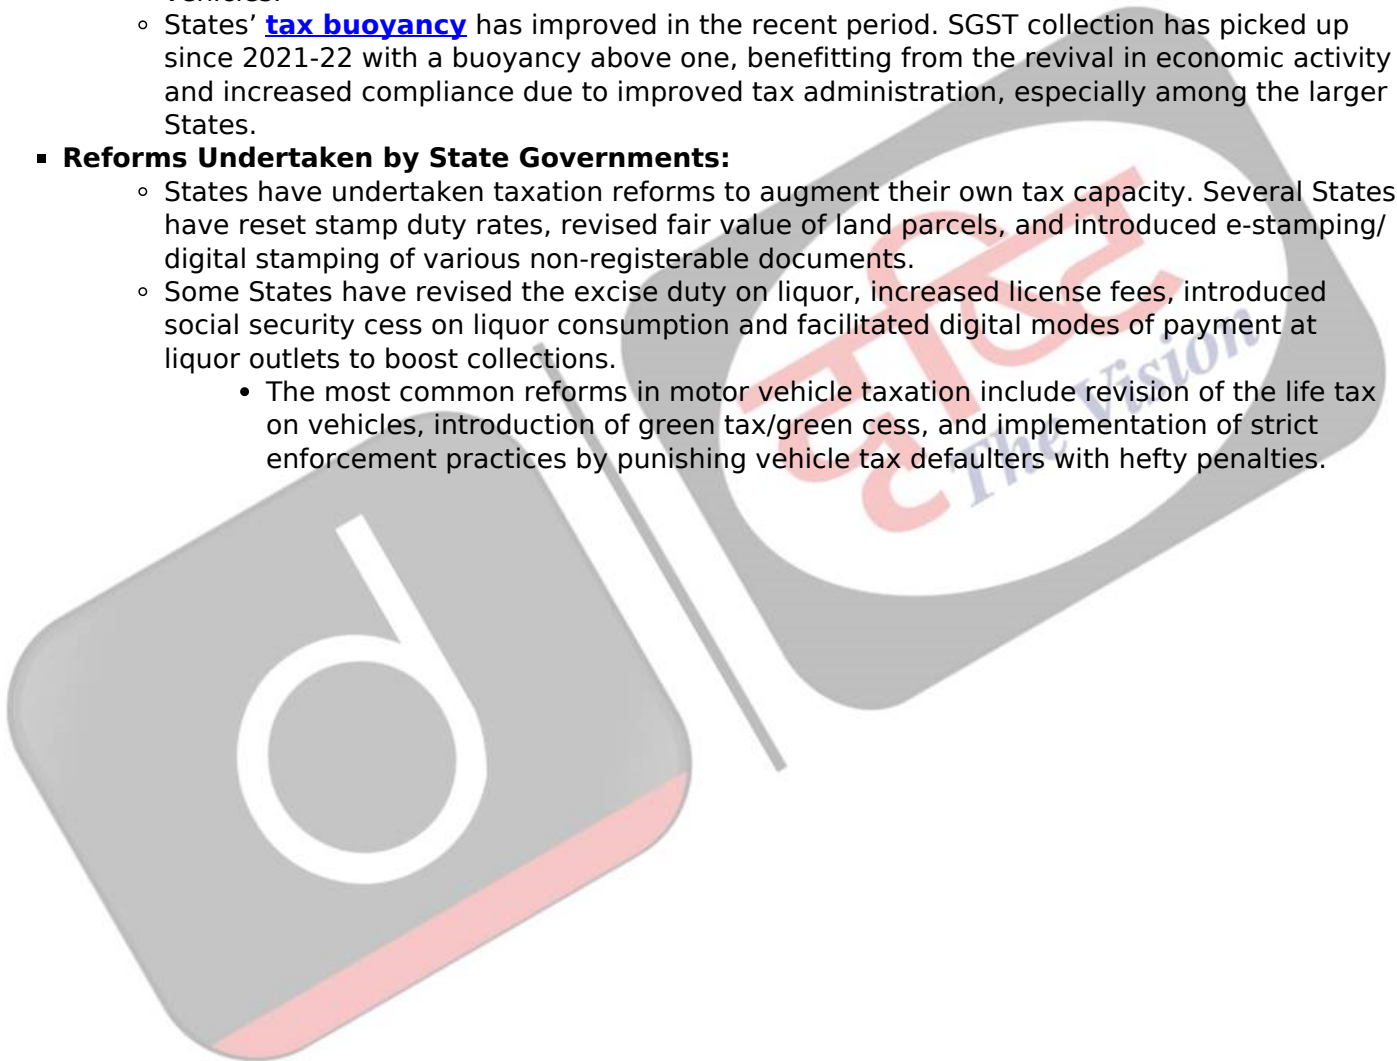 States' tax buoyancy has improved in the recent period. SGST collection has picked up
since 2021-22 with a buoyancy above one, benefitting from the revival in economic activity
and increased compliance due to improved tax administration, especially among the larger
States.
Reforms Undertaken by State Governments:
States have undertaken taxation reforms to augment their own tax capacity. Several States
have reset stamp duty rates, revised fair value of land parcels, and introduced e-stamping/
digital stamping of various non-registerable documents.
Some States have revised the excise duty on liquor, increased license fees, introduced
social security cess on liquor consumption and facilitated digital modes of payment at
liquor outlets to boost collections.
The most common reforms in motor vehicle taxation include revision of the life tax
on vehicles, introduction of green tax/green cess, and implementation of strict
enforcement practices by punishing vehicle tax defaulters with hefty penalties.
दृष्टि
The Vision
d